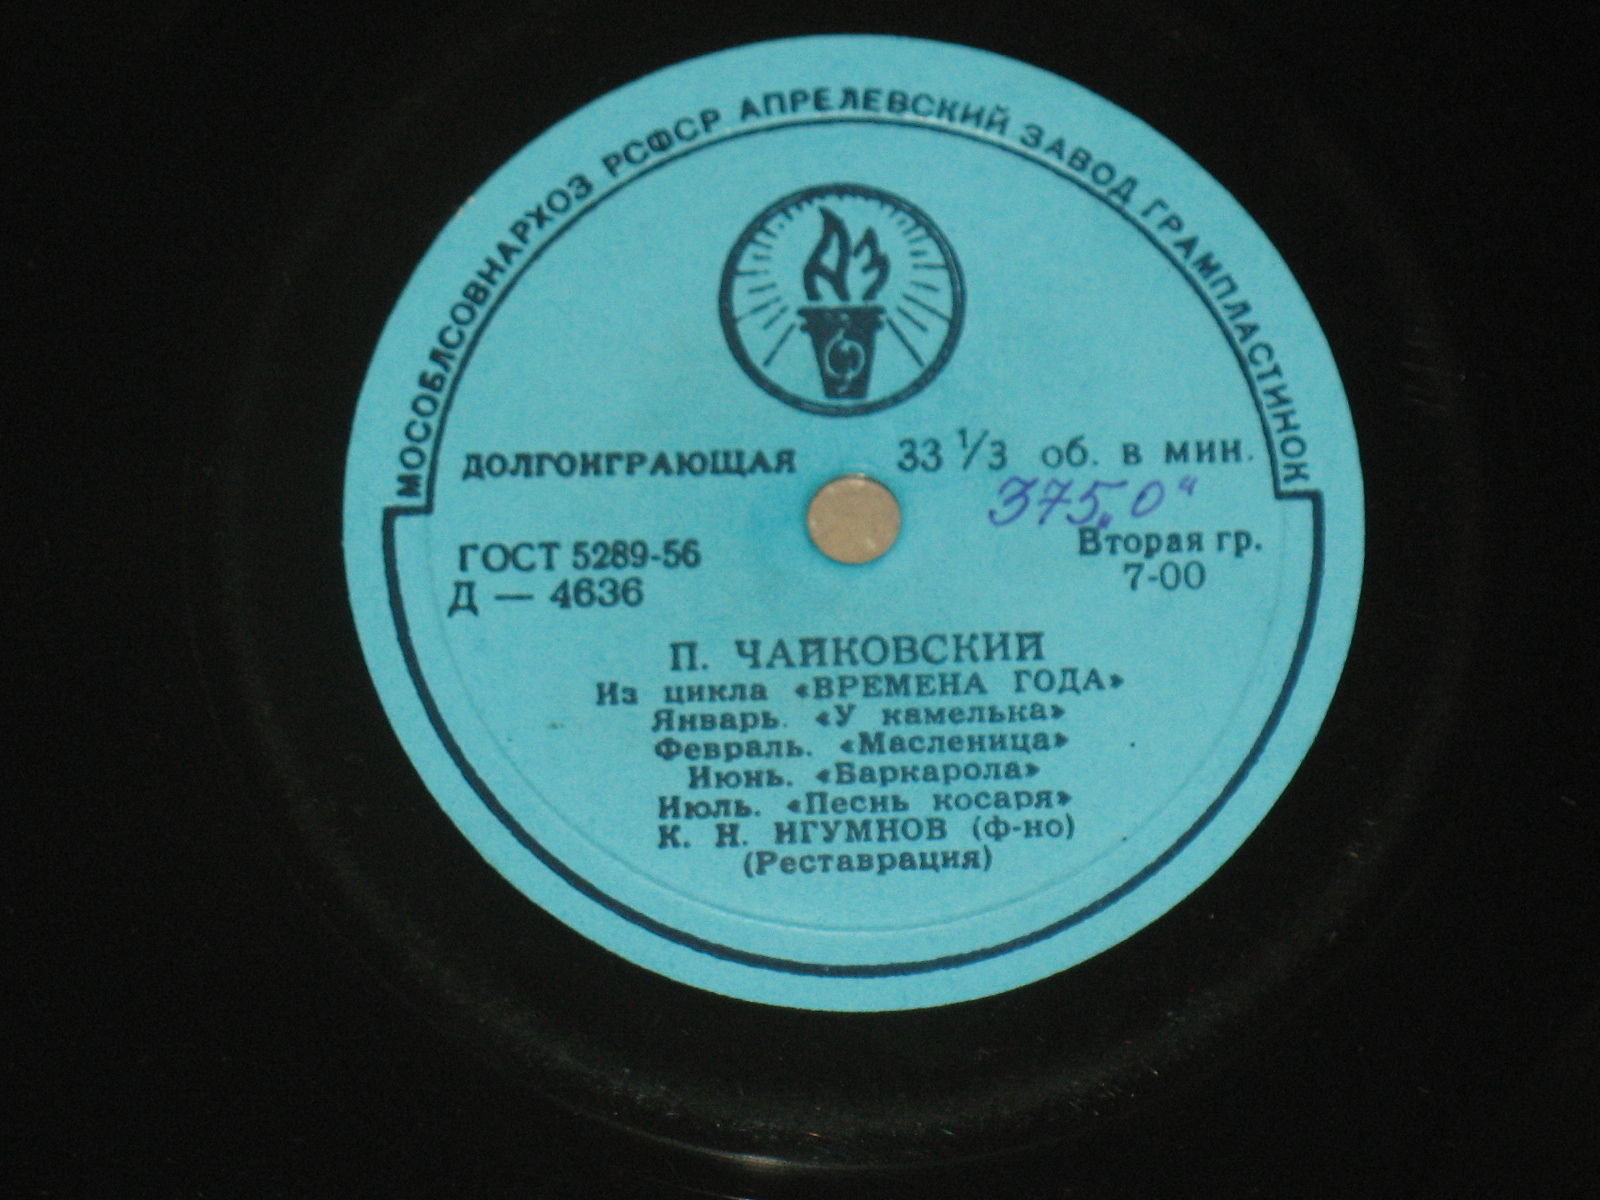 МОСОБЛСОВНАРХОЗ РСФСР АПРЕЛЕВСКИЙ ЗАВОД ГРАМПЛАСТИНОК
АЗ
ДОЛГОИГРАЮЩАЯ 33 1/3 об. в мин.
375„0“
ГОСТ 5289-56 Вторая гр.
Д — 4636 7-00
П. ЧАЙКОВСКИЙ
Из цикла «ВРЕМЕНА ГОДА»
Январь. «У камелька»
Февраль. «Масленица»
Июнь. «Баркарола»
Июль. «Песнь косаря»
К. Н. ИГУМНОВ (ф-но)
(Реставрация)